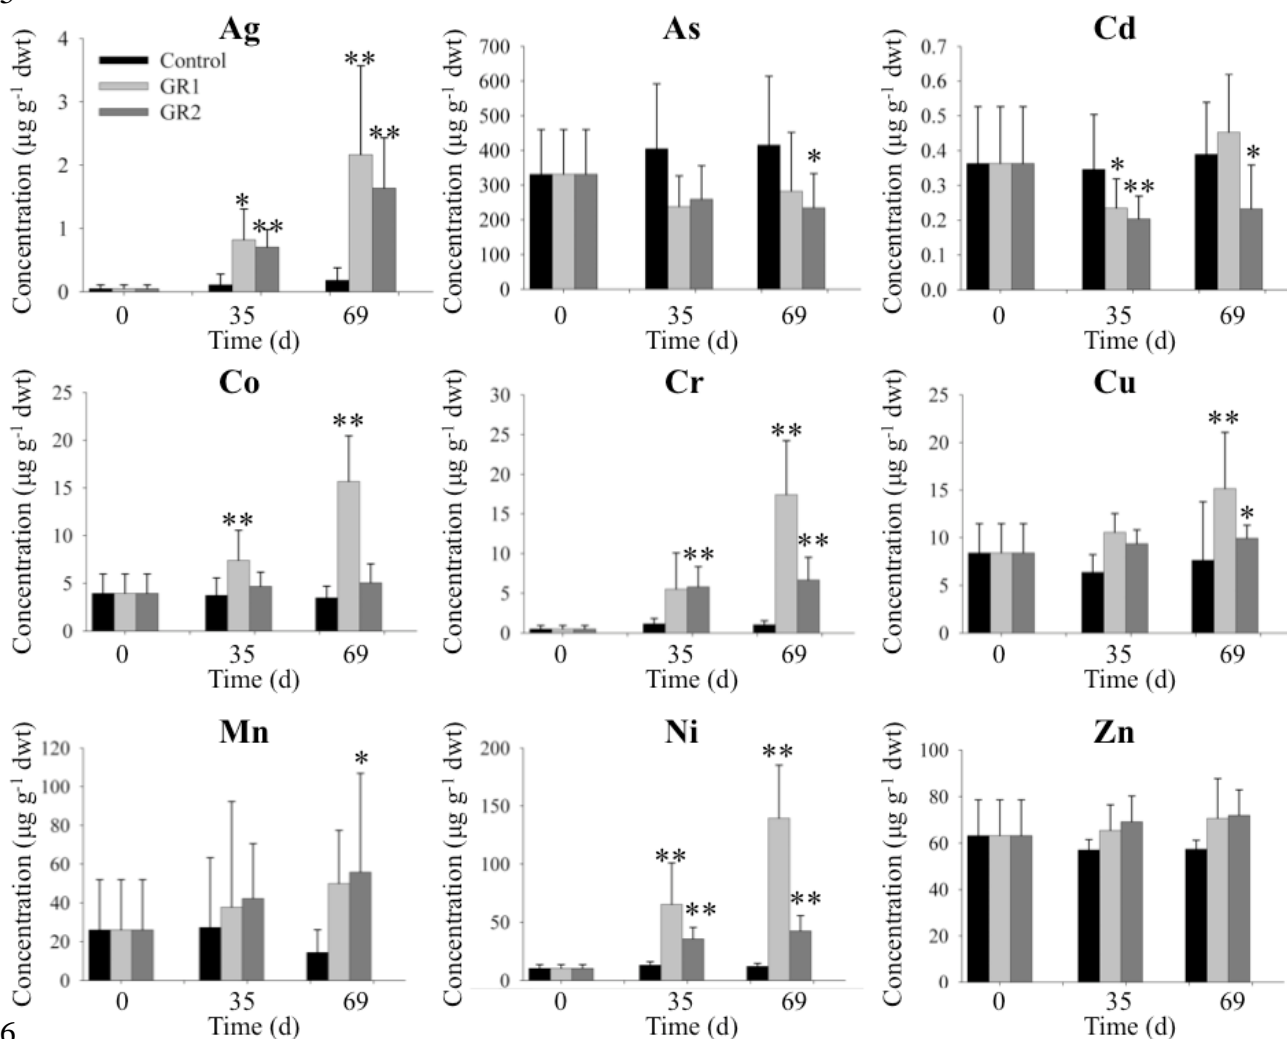 Ag
Concentration (µg g-1 dwt)
4
3
2
1
0
Control
GR1
GR2
**
**
*
**
0 35 69
Time (d)
As
Concentration (µg g-1 dwt)
700
600
500
400
300
200
100
0
*
0 35 69
Time (d)
Cd
Concentration (µg g-1 dwt)
0.7
0.6
0.5
0.4
0.3
0.2
0.1
0.0
*
**
*
0 35 69
Time (d)
Co
Concentration (µg g-1 dwt)
25
20
15
10
5
0
**
**
0 35 69
Time (d)
Cr
Concentration (µg g-1 dwt)
30
25
20
15
10
5
0
**
**
**
0 35 69
Time (d)
Cu
Concentration (µg g-1 dwt)
25
20
15
10
5
0
**
*
0 35 69
Time (d)
Mn
Concentration (µg g-1 dwt)
120
100
80
60
40
20
0
*
0 35 69
Time (d)
Ni
Concentration (µg g-1 dwt)
200
150
100
50
0
**
**
**
**
0 35 69
Time (d)
Zn
Concentration (µg g-1 dwt)
100
80
60
40
20
0
0 35 69
Time (d)
6